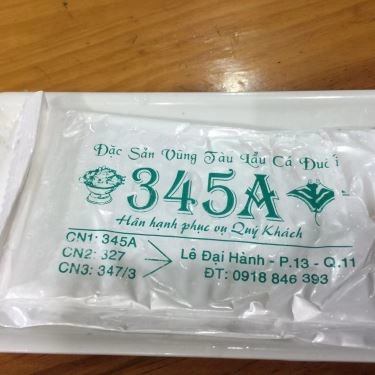 Đặc Sản Vũng Tàu Lẩu Cá Đuối
345A
Hân hạnh phục vụ Quý Khách
CN1: 345A
CN2: 327
CN3: 347/3
Lê Đại Hành - P.13 - Q.11
ĐT: 0918 846 393